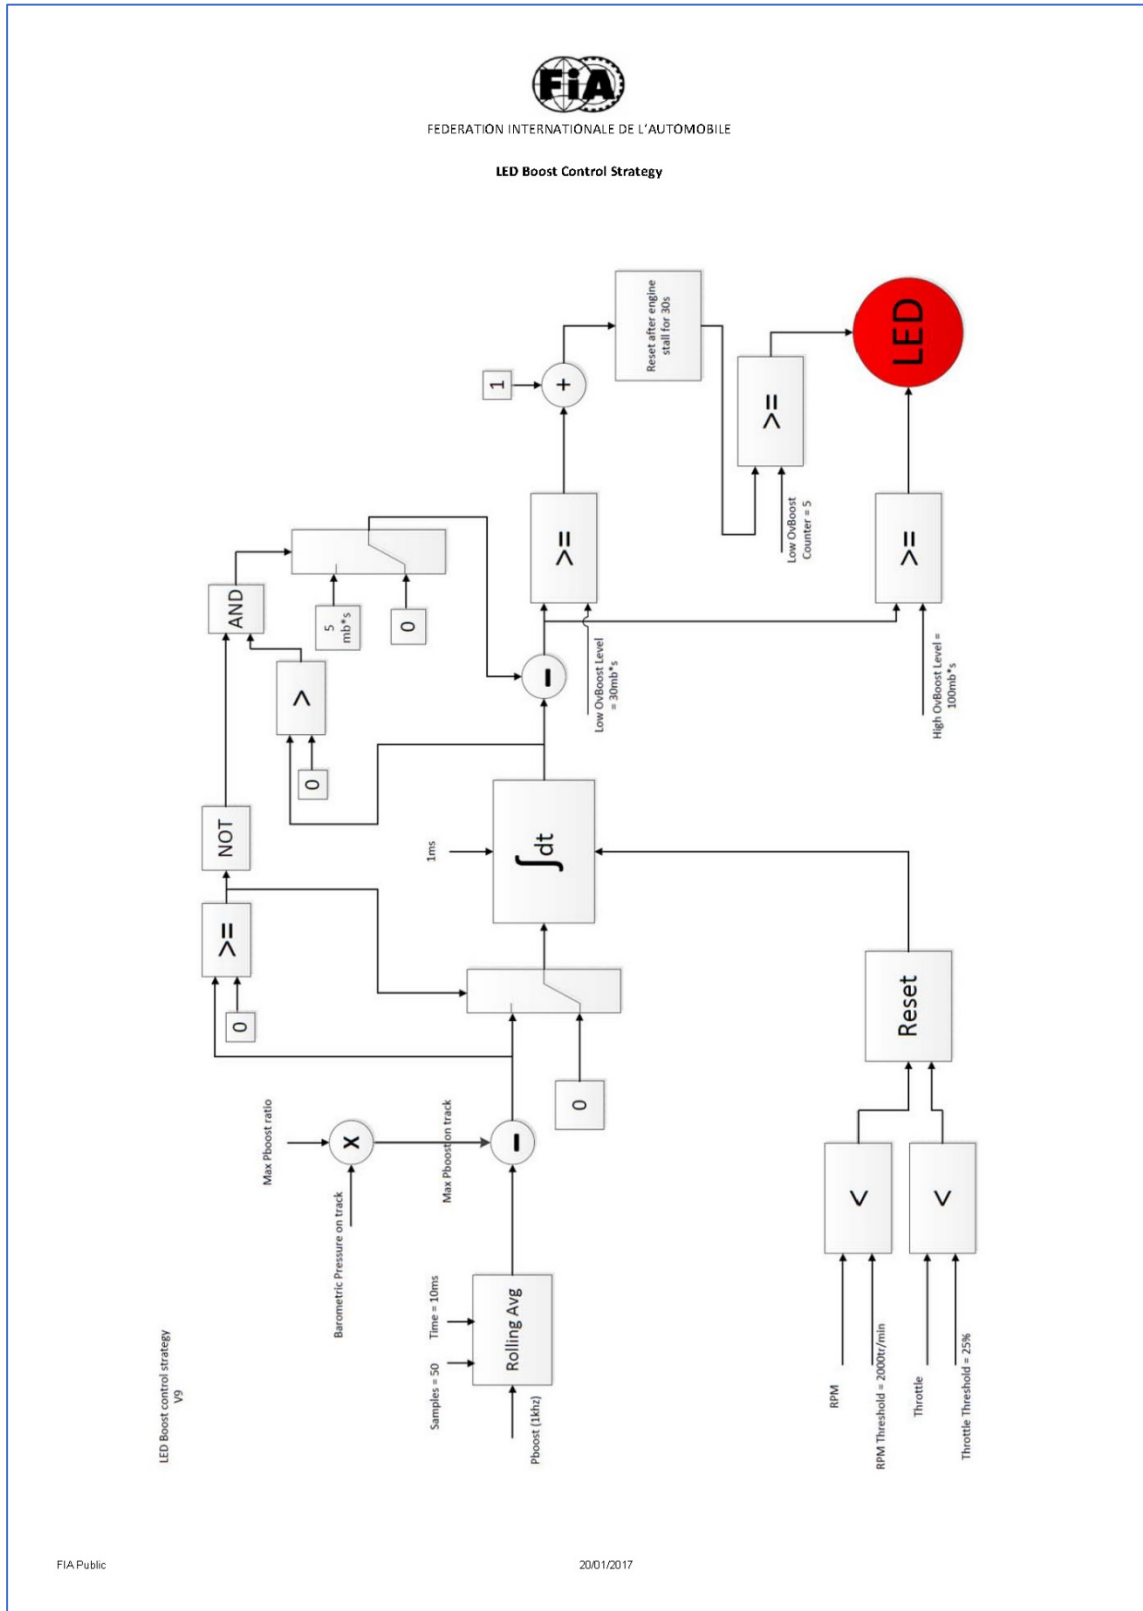 FiA
FEDERATION INTERNATIONALE DE L'AUTOMOBILE
LED Boost Control Strategy
LED Boost control strategy
V9
Pboost (1khz)
Samples = 50
Time = 10ms
Rolling Avg
Barometric Pressure on track
Max Pboost ratio
X
Max Pboost on track
-
0
>=
0
NOT
1ms
∫dt
0
>
AND
5
mb*s
0
-
Low OvBoost Level
= 30mb*s
>=
1
+
Reset after engine
stall for 30s
Low OvBoost
Counter = 5
>=
High OvBoost Level =
100mb*s
>=
LED
RPM
RPM Threshold = 2000tr/min
<
Throttle
Throttle Threshold = 25%
<
Reset
FIA Public
20/01/2017